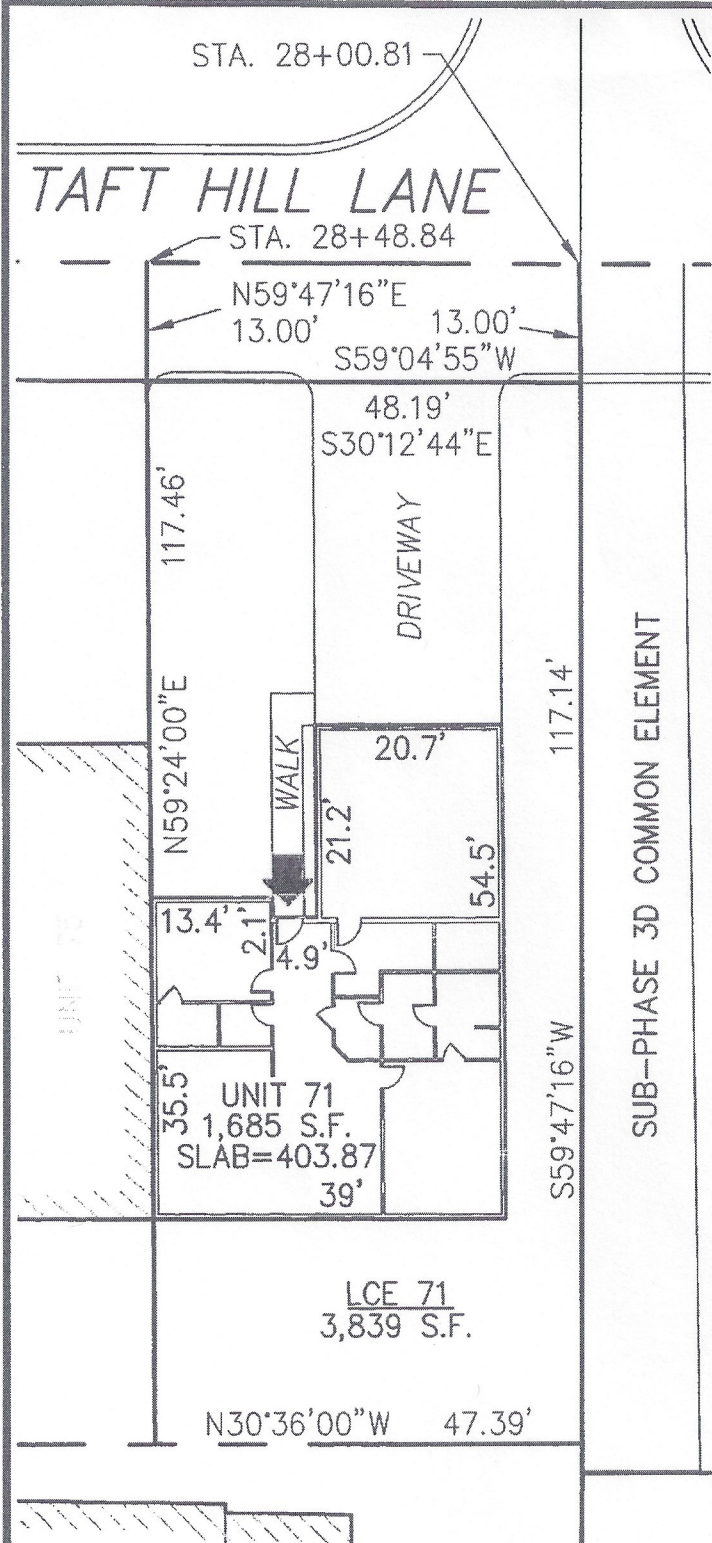 STA. 28+00.81
TAFT HILL LANE
STA. 28+48.84
N59°47'16"E
13.00'
13.00'
S59°04'55"W
48.19'
S30°12'44"E
117.46'
N59°24'00"E
DRIVEWAY
WALK
20.7'
21.2'
54.5'
117.14'
S59°47'16"W
SUB-PHASE 3D COMMON ELEMENT
13.4'
2.1'
4.9'
35.5'
UNIT 71
1,685 S.F.
SLAB=403.87
39'
LCE 71
3,839 S.F.
N30°36'00"W 47.39'